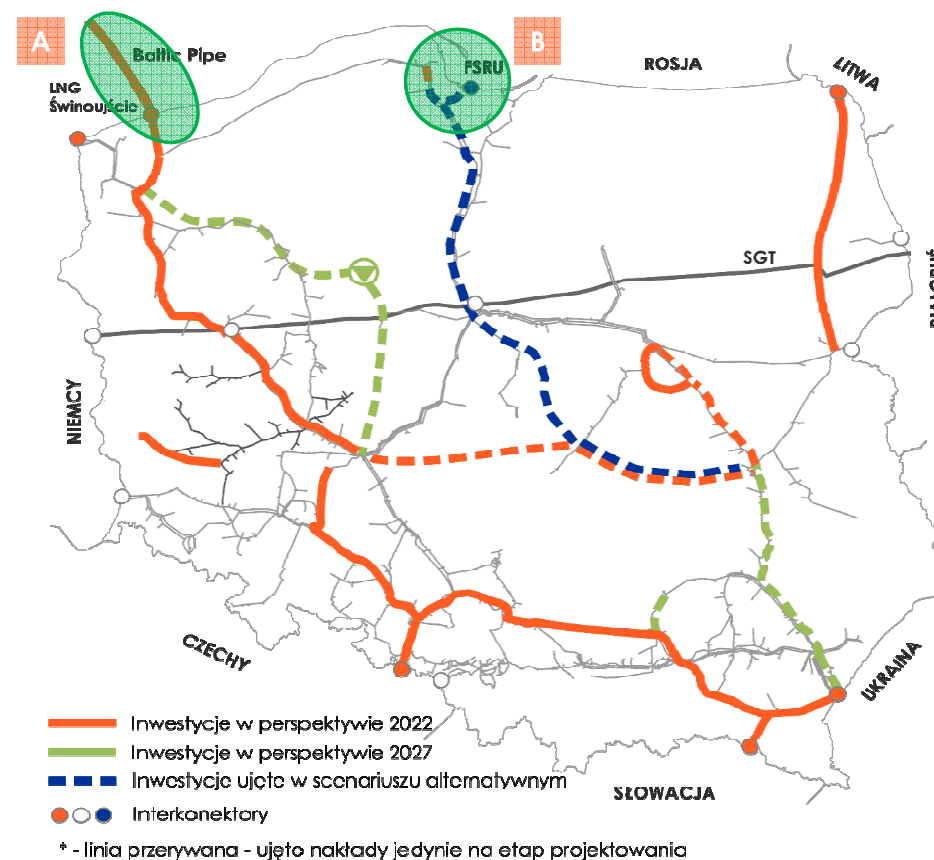 A
Baltic Pipe
LNG
Świnoujście
FSRU
B
ROSJA
LITWA
SGT
NIEMCY
CZECHY
UKRAINA
SŁOWACJA
Inwestycje w perspektywie 2022
Inwestycje w perspektywie 2027
Inwestycje ujęte w scenariuszu alternatywnym
Interkonektory
* - linia przerywana - ujęto nakłady jedynie na etap projektowania